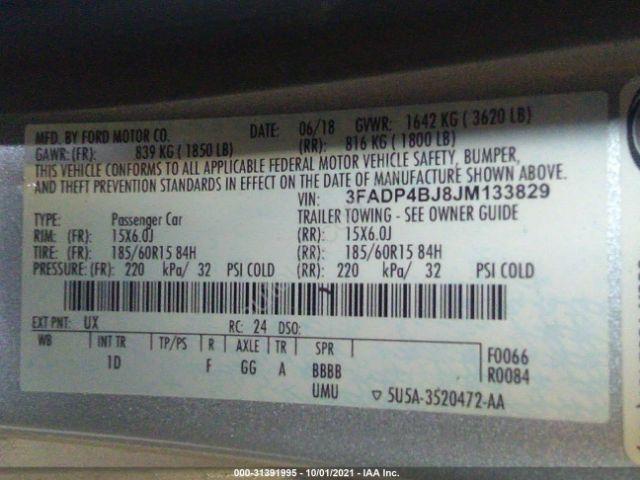 MFD. BY FORD MOTOR CO. DATE: 06/18 GVWR: 1642 KG ( 3620 LB)
GAWR: (FR): 839 KG ( 1850 LB) (RR): 816 KG ( 1800 LB)
THIS VEHICLE CONFORMS TO ALL APPLICABLE FEDERAL MOTOR VEHICLE SAFETY, BUMPER,
AND THEFT PREVENTION STANDARDS IN EFFECT ON THE DATE OF MANUFACTURE SHOWN ABOVE.
VIN: 3FADP4BJ8JM133829
TYPE: Passenger Car TRAILER TOWING - SEE OWNER GUIDE
RIM: (FR) 15X6.0J (RR): 15X6.0J
TIRE: (FR) 185/60R15 84H (RR): 185/60R15 84H
PRESSURE: (FR) 220 kPa/ 32 PSI COLD (RR): 220 kPa/ 32 PSI COLD
EXT PNT: UX RC: 24 DSO:
WB INT TR TP/PS R AXLE TR SPR
1D F GG A BBBB F0066
UMU R0084
5U5A-3520472-AA
000-31391995 - 10/01/2021 - IAA Inc.